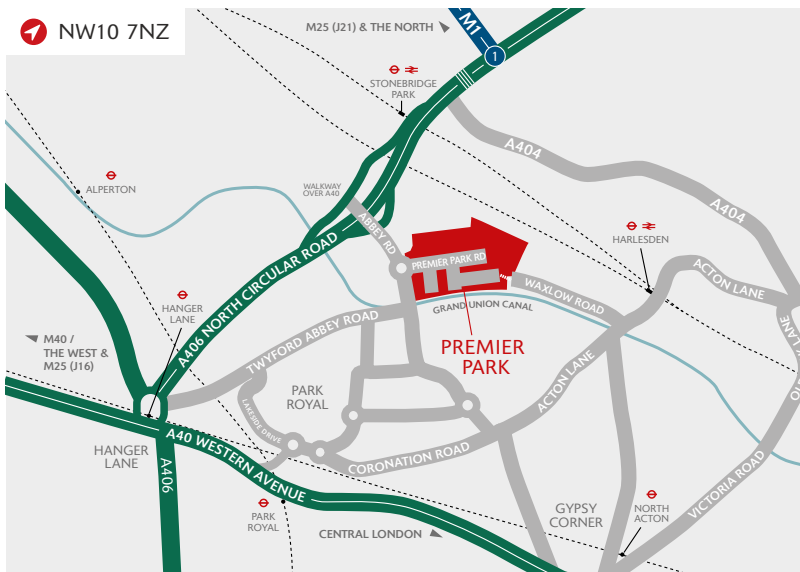 NW10 7NZ
M25 (J21) & THE NORTH
M1
1
STONEBRIDGE
PARK
A404
A404
ALPERTON
WALKWAY
OVER A40
ABBEY RD
HARLESDEN
PREMIER PARK RD
ACTON LANE
WAXLOW ROAD
GRAND UNION CANAL
A406 NORTH CIRCULAR ROAD
HANGER
LANE
M40 /
THE WEST &
M25 (J16)
TWYFORD ABBEY ROAD
PREMIER
PARK
ACTON LANE
PARK
ROYAL
LAKESIDE DRIVE
CORONATION ROAD
A40 WESTERN AVENUE
HANGER
LANE
A406
VICTORIA ROAD
PARK
ROYAL
GYPSY
CORNER
NORTH
ACTON
CENTRAL LONDON